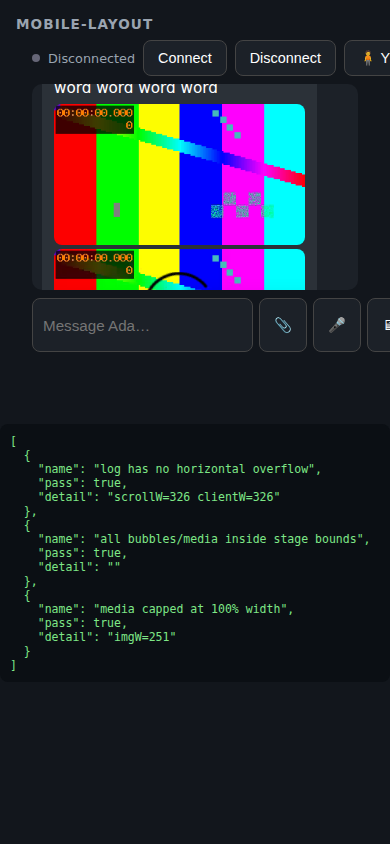 MOBILE-LAYOUT
Disconnected Connect Disconnect
word word word word
00:00:00.000
0
00:00:00.000
0
Message Ada…
[
  {
    "name": "log has no horizontal overflow",
    "pass": true,
    "detail": "scrollW=326 clientW=326"
  },
  {
    "name": "all bubbles/media inside stage bounds",
    "pass": true,
    "detail": ""
  },
  {
    "name": "media capped at 100% width",
    "pass": true,
    "detail": "imgW=251"
  }
]